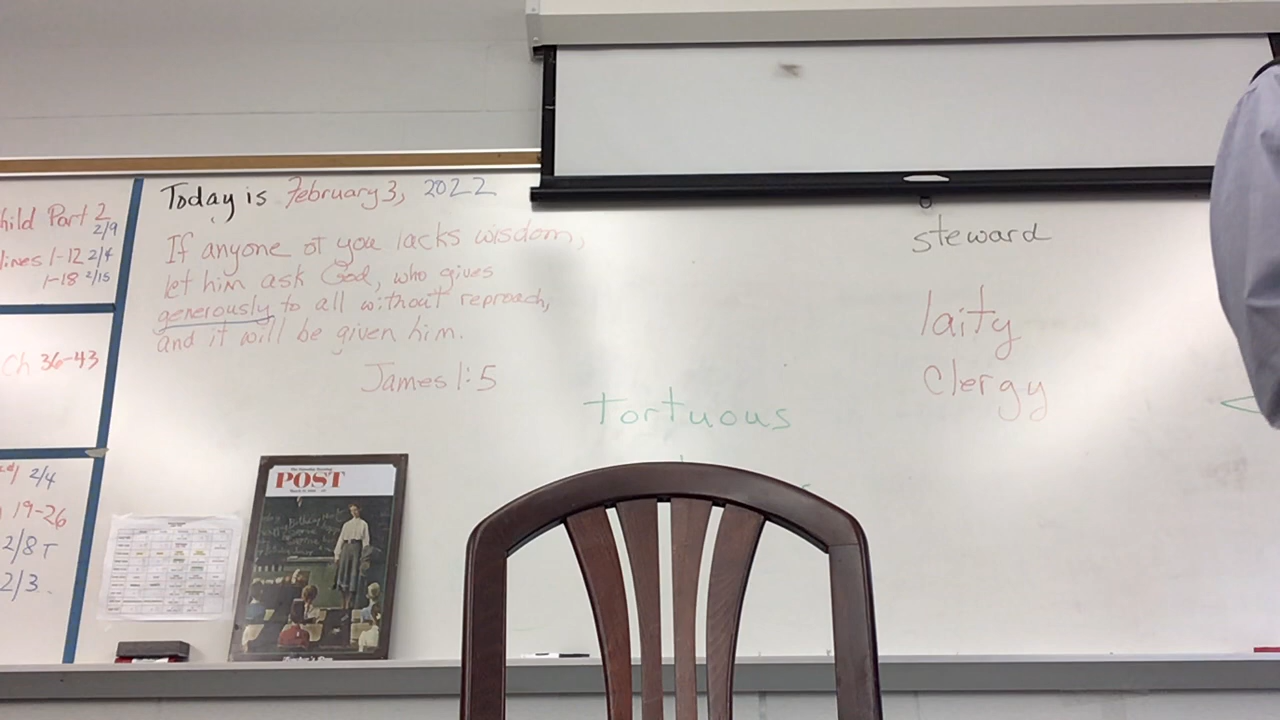 hild Part 2
2/9
lines 1-12 2/4
1-18 2/15
Ch 36-43
2/4
19-26
2/8 T
2/3
Today is February 3, 2022
If anyone of you lacks wisdom,
let him ask God, who gives
generously to all without reproach,
and it will be given him.
James 1:5
steward
laity
Clergy
tortuous
POST